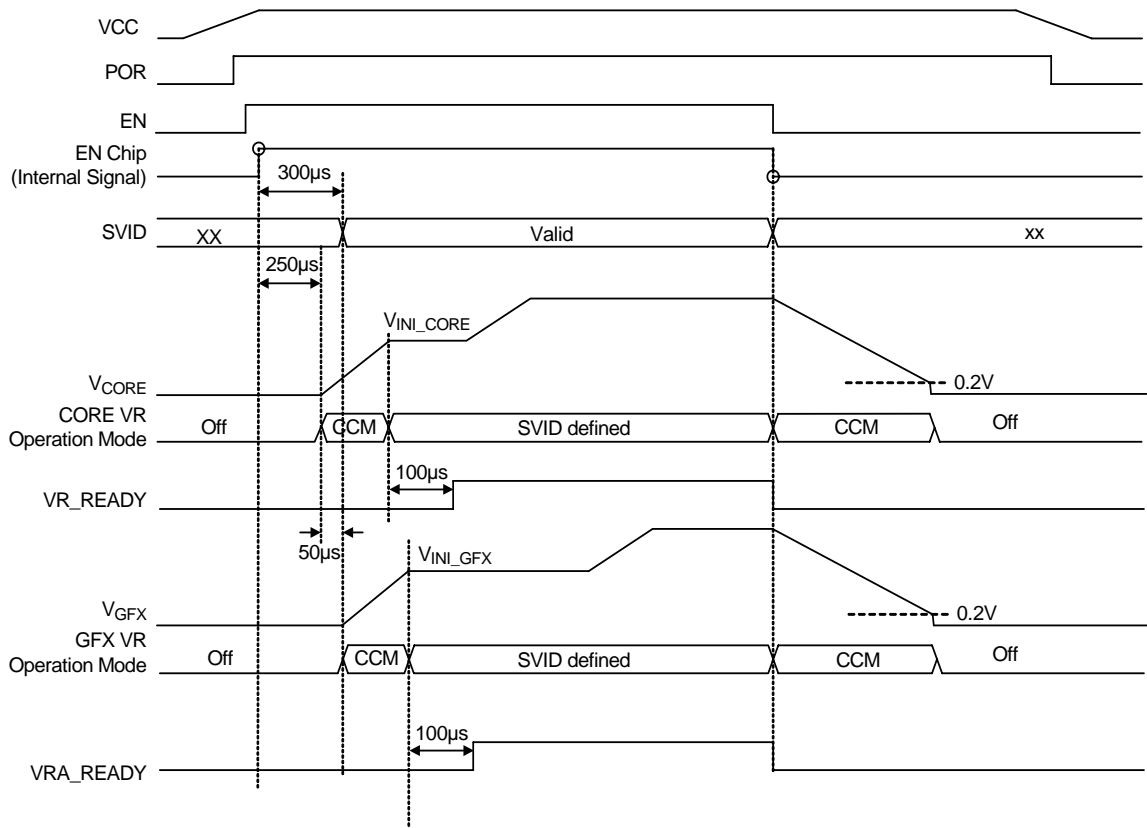 VCC
POR
EN
EN Chip
(Internal Signal)
300µs
SVID
XX
Valid
xx
250µs
VINI_CORE
VCORE
0.2V
CORE VR
Operation Mode
Off
CCM
SVID defined
CCM
Off
100µs
VR_READY
50µs
VINI_GFX
VGFX
0.2V
GFX VR
Operation Mode
Off
CCM
SVID defined
CCM
Off
100µs
VRA_READY